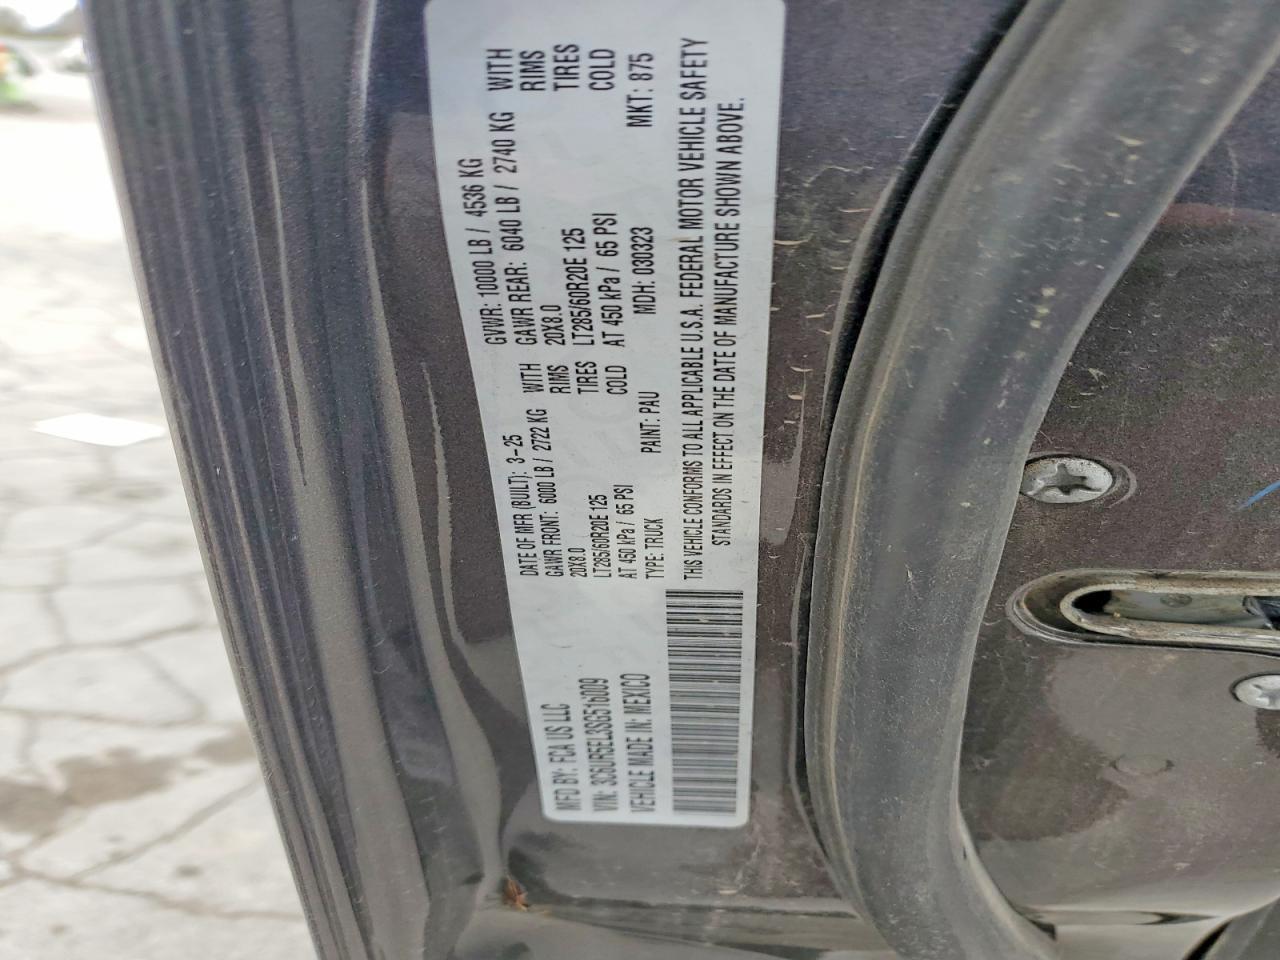 MFD BY: FCA US LLC
VIN: 3C6UR5EL3SG516009
VEHICLE MADE IN: MEXICO
DATE OF MFR (BUILT): 3-25
GVWR: 10000 LB / 4536 KG
GAWR FRONT: 6000 LB / 2722 KG WITH
20X8.0 RIMS
LT285/60R20E 125 TIRES
AT 450 kPa / 65 PSI COLD
GAWR REAR: 6040 LB / 2740 KG WITH
20X8.0 RIMS
LT285/60R20E 125 TIRES
AT 450 kPa / 65 PSI COLD
TYPE: TRUCK PAINT: PAU MDH: 030323 MKT: 875
THIS VEHICLE CONFORMS TO ALL APPLICABLE U.S.A. FEDERAL MOTOR VEHICLE SAFETY
STANDARDS IN EFFECT ON THE DATE OF MANUFACTURE SHOWN ABOVE.